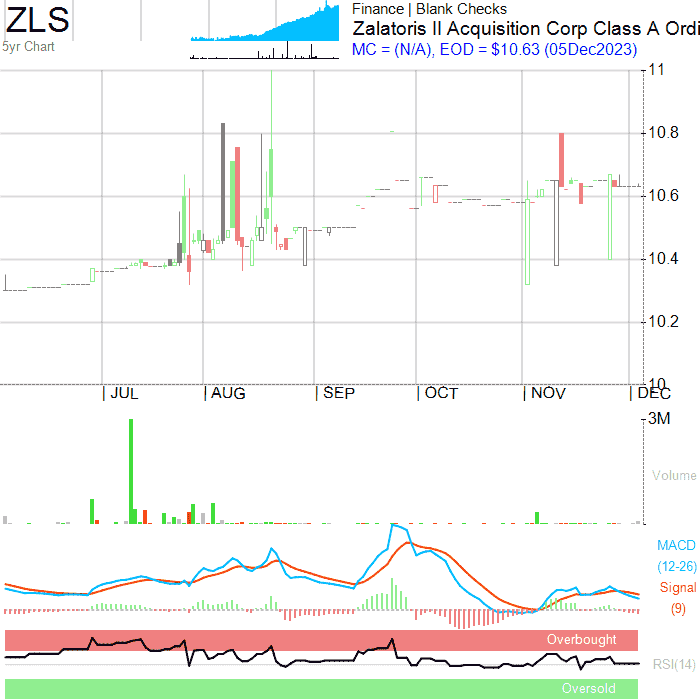 ZLS
5yr Chart
Finance | Blank Checks
Zalatoris II Acquisition Corp Class A Ordi
MC = (N/A), EOD = $10.63 (05Dec2023)
11
10.8
10.6
10.4
10.2
10
| JUL | AUG | SEP | OCT | NOV | DEC
3M
Volume
MACD
(12-26)
Signal
(9)
Overbought
RSI(14)
Oversold